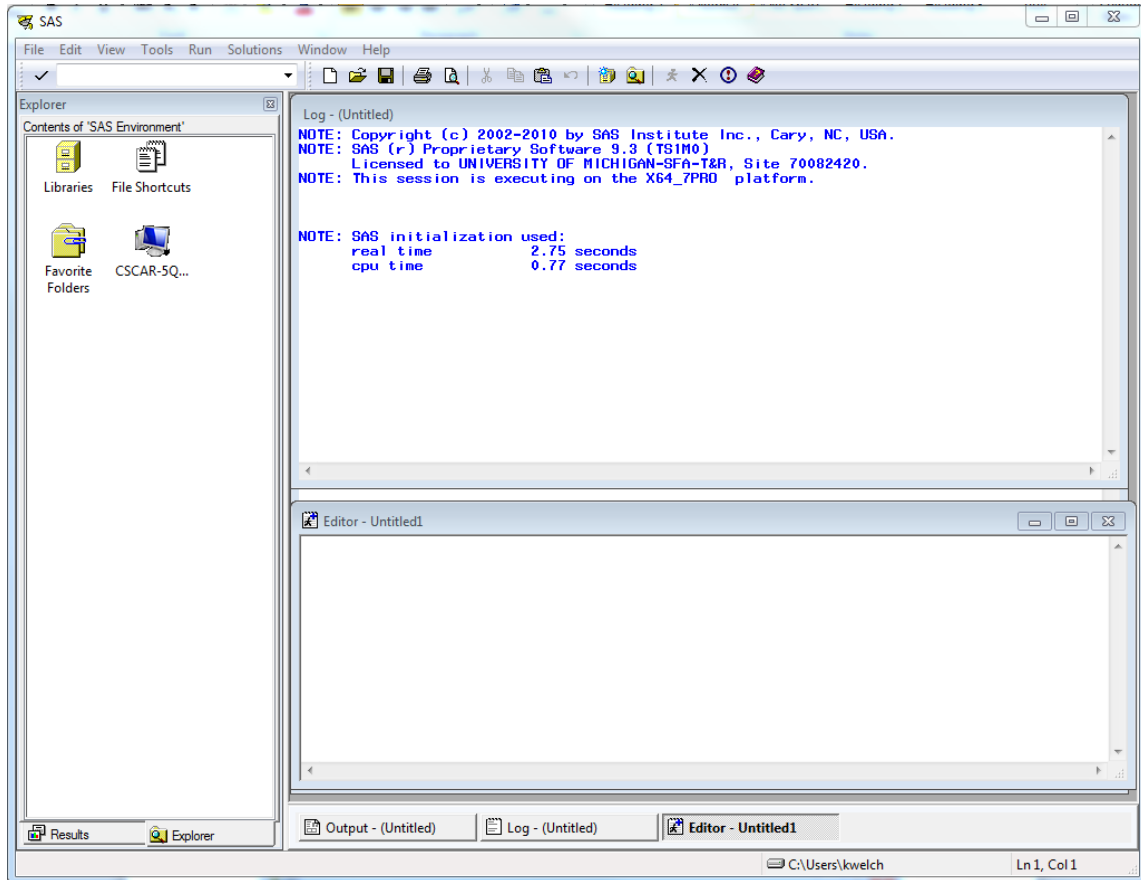 SAS
File Edit View Tools Run Solutions Window Help
Explorer
Contents of 'SAS Environment'
Libraries
File Shortcuts
Favorite Folders
CSCAR-5Q...
Log - (Untitled)
NOTE: Copyright (c) 2002-2010 by SAS Institute Inc., Cary, NC, USA.
NOTE: SAS (r) Proprietary Software 9.3 (TS1M0)
Licensed to UNIVERSITY OF MICHIGAN-SFA-T&R, Site 70082420.
NOTE: This session is executing on the X64_7PRO platform.
NOTE: SAS initialization used:
real time 2.75 seconds
cpu time 0.77 seconds
Editor - Untitled1
Results
Explorer
Output - (Untitled)
Log - (Untitled)
Editor - Untitled1
C:\Users\kwelch
Ln 1, Col 1